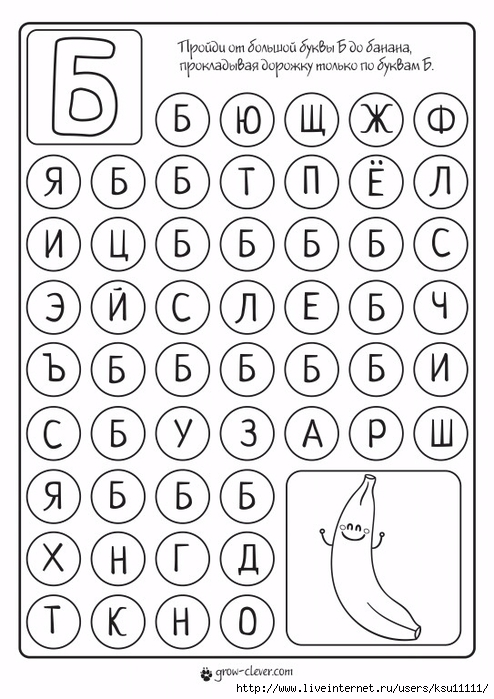 Б
Пройди от большой буквы Б до банана,
прокладывая дорожку только по буквам Б.
Б Ю Щ Ж Ф
Я Б Б Т П Ё Л
И Ц Б Б Б Б С
Э Й С Л Е Б Ч
Ъ Б Б Б Б Б И
С Б У З А Р Ш
Я Б Б Б
Х Н Г Д
Т К Н О
grow-clever.com
http://www.liveinternet.ru/users/ksu11111/